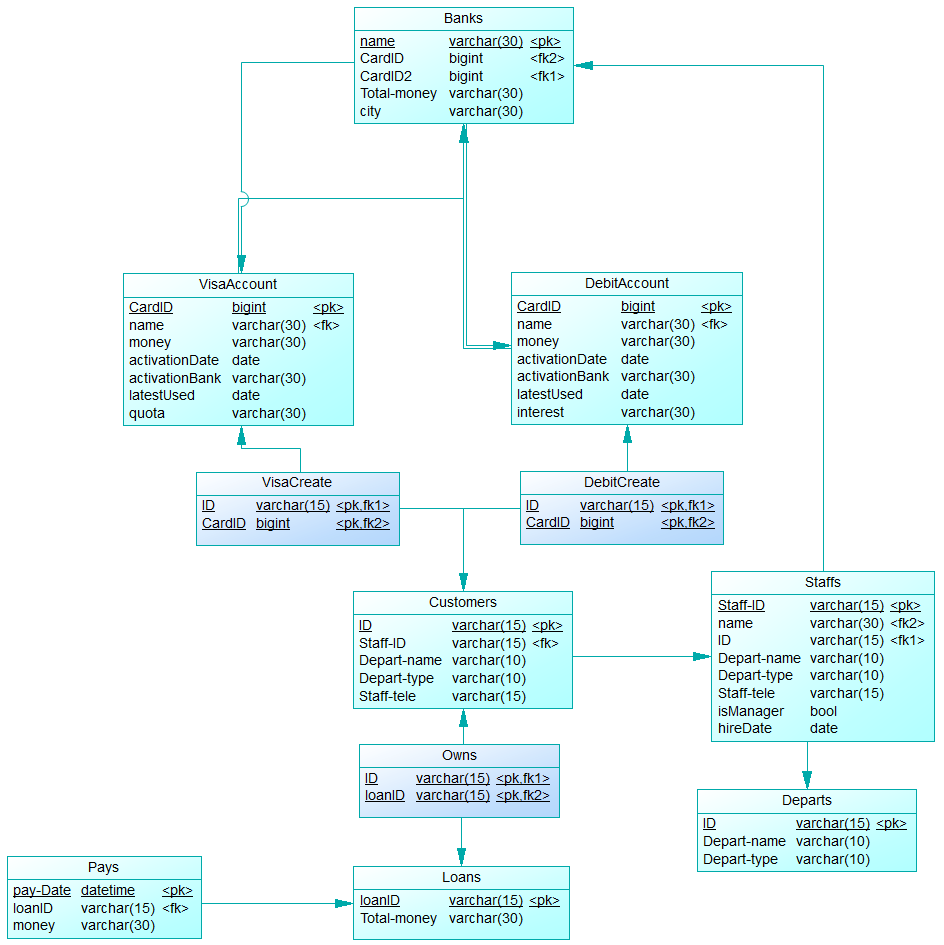 Banks
name varchar(30) <pk>
CardID bigint <fk2>
CardID2 bigint <fk1>
Total-money varchar(30)
city varchar(30)
VisaAccount
CardID bigint <pk>
name varchar(30) <fk>
money varchar(30)
activationDate date
activationBank varchar(30)
latestUsed date
quota varchar(30)
DebitAccount
CardID bigint <pk>
name varchar(30) <fk>
money varchar(30)
activationDate date
activationBank varchar(30)
latestUsed date
interest varchar(30)
VisaCreate
ID varchar(15) <pk,fk1>
CardID bigint <pk,fk2>
DebitCreate
ID varchar(15) <pk,fk1>
CardID bigint <pk,fk2>
Customers
ID varchar(15) <pk>
Staff-ID varchar(15) <fk>
Depart-name varchar(10)
Depart-type varchar(10)
Staff-tele varchar(15)
Staffs
Staff-ID varchar(15) <pk>
name varchar(30) <fk2>
ID varchar(15) <fk1>
Depart-name varchar(10)
Depart-type varchar(10)
Staff-tele varchar(15)
isManager bool
hireDate date
Owns
ID varchar(15) <pk,fk1>
loanID varchar(15) <pk,fk2>
Departs
ID varchar(15) <pk>
Depart-name varchar(10)
Depart-type varchar(10)
Pays
pay-Date datetime <pk>
loanID varchar(15) <fk>
money varchar(30)
Loans
loanID varchar(15) <pk>
Total-money varchar(30)